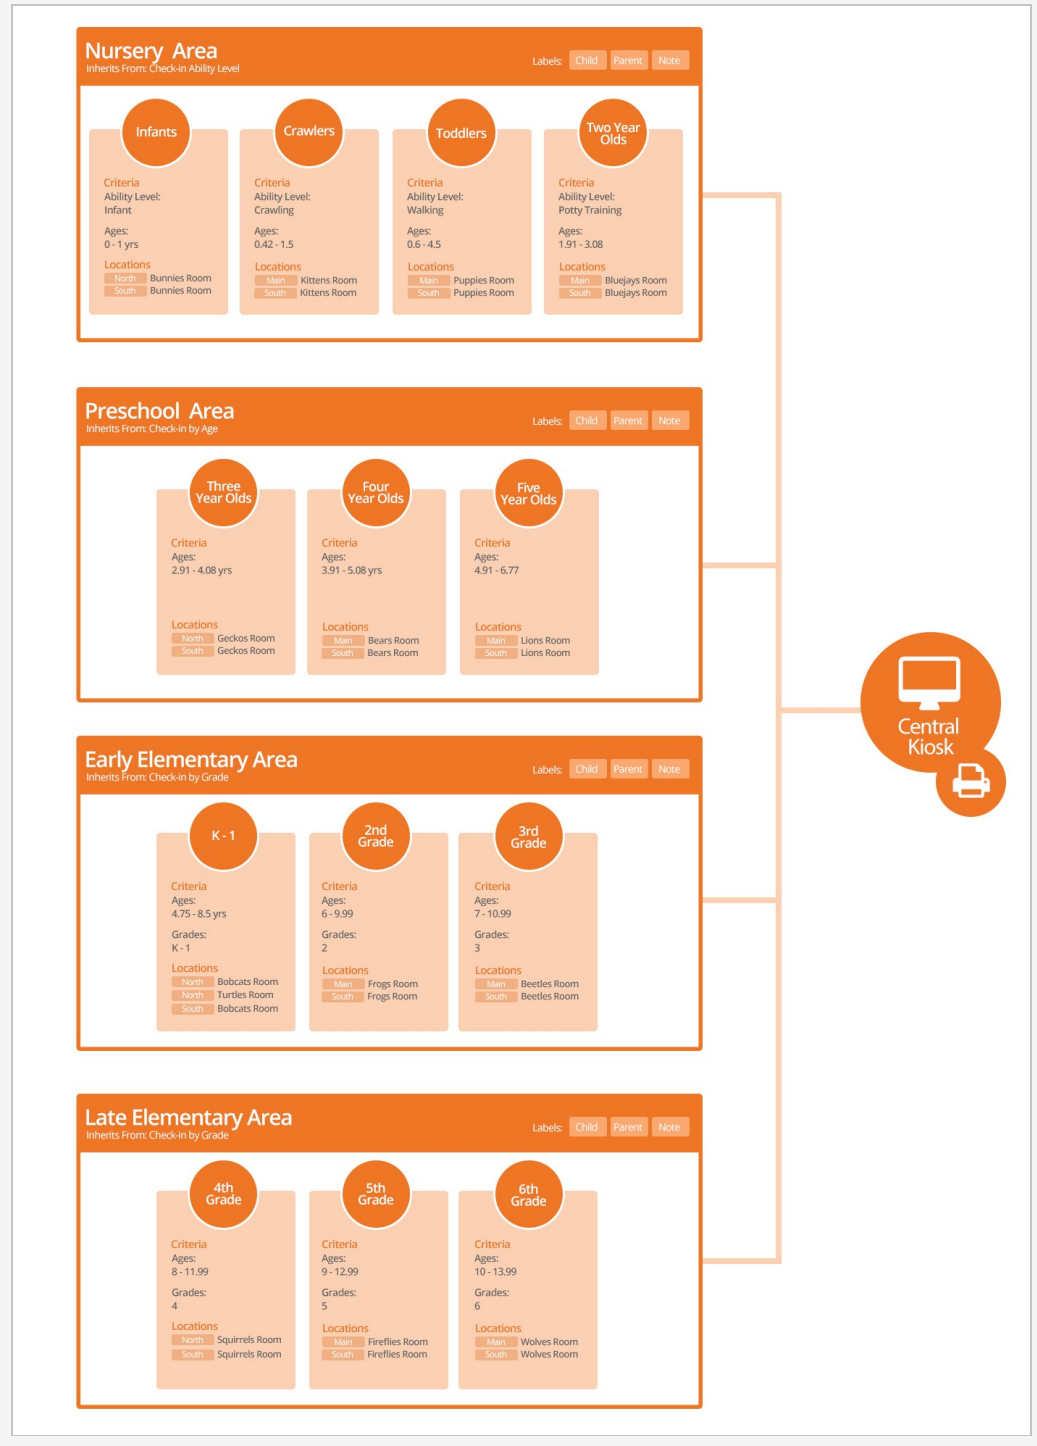 Nursery Area
Inherits From: Check-in Ability Level
Labels: Child Parent Note
Infants
Criteria
Ability Level:
Infant
Ages:
0 - 1 yrs
Locations
North Bunnies Room
South Bunnies Room
Crawlers
Criteria
Ability Level:
Crawling
Ages:
0.42 - 1.5
Locations
Main Kittens Room
South Kittens Room
Toddlers
Criteria
Ability Level:
Walking
Ages:
0.6 - 4.5
Locations
Main Puppies Room
South Puppies Room
Two Year
Olds
Criteria
Ability Level:
Potty Training
Ages:
1.91 - 3.08
Locations
Main Bluejays Room
South Bluejays Room
Preschool Area
Inherits From: Check-in by Age
Labels: Child Parent Note
Three
Year Olds
Criteria
Ages:
2.91 - 4.08 yrs
Locations
North Geckos Room
South Geckos Room
Four
Year Olds
Criteria
Ages:
3.91 - 5.08 yrs
Locations
Main Bears Room
South Bears Room
Five
Year Olds
Criteria
Ages:
4.91 - 6.77
Locations
Main Lions Room
South Lions Room
Central
Kiosk
Early Elementary Area
Inherits From: Check-in by Grade
Labels: Child Parent Note
K - 1
Criteria
Ages:
4.75 - 8.5 yrs
Grades:
K - 1
Locations
North Bobcats Room
North Turtles Room
South Bobcats Room
2nd
Grade
Criteria
Ages:
6 - 9.99
Grades:
2
Locations
Main Frogs Room
South Frogs Room
3rd
Grade
Criteria
Ages:
7 - 10.99
Grades:
3
Locations
Main Beetles Room
South Beetles Room
Late Elementary Area
Inherits From: Check-in by Grade
Labels: Child Parent Note
4th
Grade
Criteria
Ages:
8 - 11.99
Grades:
4
Locations
North Squirrels Room
South Squirrels Room
5th
Grade
Criteria
Ages:
9 - 12.99
Grades:
5
Locations
Main Fireflies Room
South Fireflies Room
6th
Grade
Criteria
Ages:
10 - 13.99
Grades:
6
Locations
Main Wolves Room
South Wolves Room